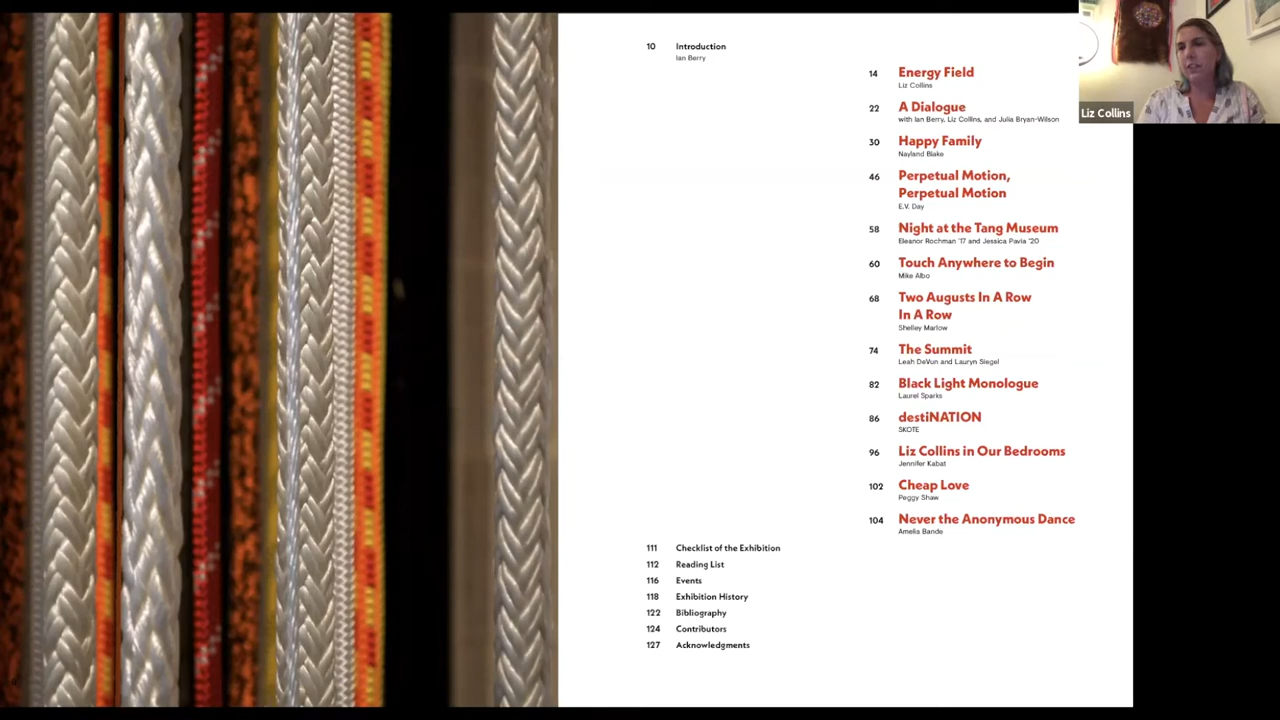 10 Introduction
Ian Berry
14 Energy Field
Liz Collins
22 A Dialogue
with Ian Berry, Liz Collins, and Julia Bryan-Wilson
30 Happy Family
Nayland Blake
46 Perpetual Motion,
Perpetual Motion
E.V. Day
58 Night at the Tang Museum
Eleanor Rochman '17 and Jessica Pavia '20
60 Touch Anywhere to Begin
Mike Albo
68 Two Augusts In A Row
In A Row
Shelley Marlow
74 The Summit
Leah DeVun and Lauryn Siegel
82 Black Light Monologue
Laurel Sparks
86 destiNATION
SKOTE
96 Liz Collins in Our Bedrooms
Jennifer Kabat
102 Cheap Love
Peggy Shaw
104 Never the Anonymous Dance
Amelia Bande
111 Checklist of the Exhibition
112 Reading List
116 Events
118 Exhibition History
122 Bibliography
124 Contributors
127 Acknowledgments
Liz Collins